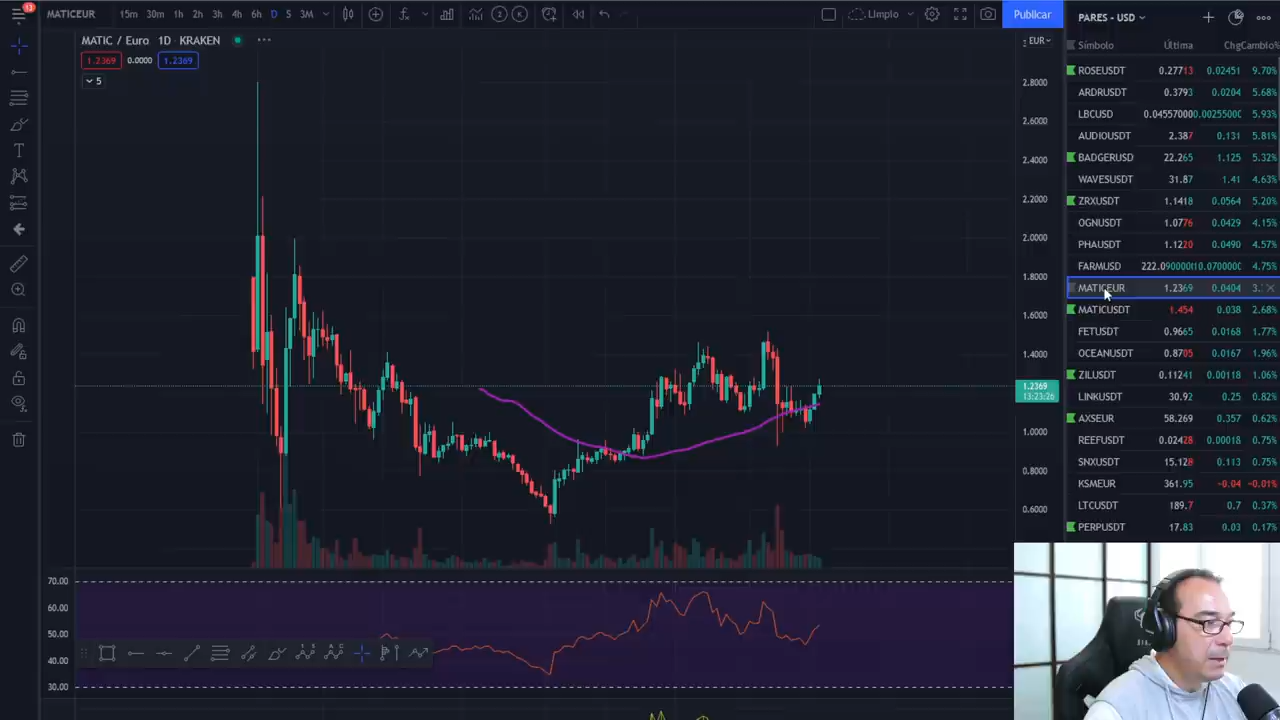 13
MATICEUR
15m 30m 1h 2h 3h 4h 6h D S 3M
2 K
Limpio
Publicar
PARES - USD
MATIC / Euro 1D · KRAKEN
1.2369 0.0000 1.2369
5
EUR
2.8000
2.6000
2.4000
2.2000
2.0000
1.8000
1.6000
1.4000
1.2369
13:23:26
1.0000
0.8000
0.6000
70.00
60.00
50.00
40.00
30.00
Símbolo Última Chg Cambio%
ROSEUSDT 0.27713 0.02451 9.70%
ARDRUSDT 0.3793 0.0204 5.68%
LBCUSD 0.04557000 0.00255000 5.93%
AUDIOUSDT 2.387 0.131 5.81%
BADGERUSD 22.265 1.125 5.32%
WAVESUSDT 31.87 1.41 4.63%
ZRXUSDT 1.1418 0.0564 5.20%
OGNUSDT 1.0776 0.0429 4.15%
PHAUSDT 1.1220 0.0490 4.57%
FARMUSD 222.090000 10.070000 4.75%
MATICEUR 1.2369 0.0404 3.
MATICUSDT 1.454 0.038 2.68%
FETUSDT 0.9665 0.0168 1.77%
OCEANUSDT 0.8705 0.0167 1.96%
ZILUSDT 0.11241 0.00118 1.06%
LINKUSDT 30.92 0.25 0.82%
AXSEUR 58.269 0.357 0.62%
REEFUSDT 0.02428 0.00018 0.75%
SNXUSDT 15.128 0.113 0.75%
KSMEUR 361.95 -0.04 -0.01%
LTCUSDT 189.7 0.7 0.37%
PERPUSDT 17.83 0.03 0.17%